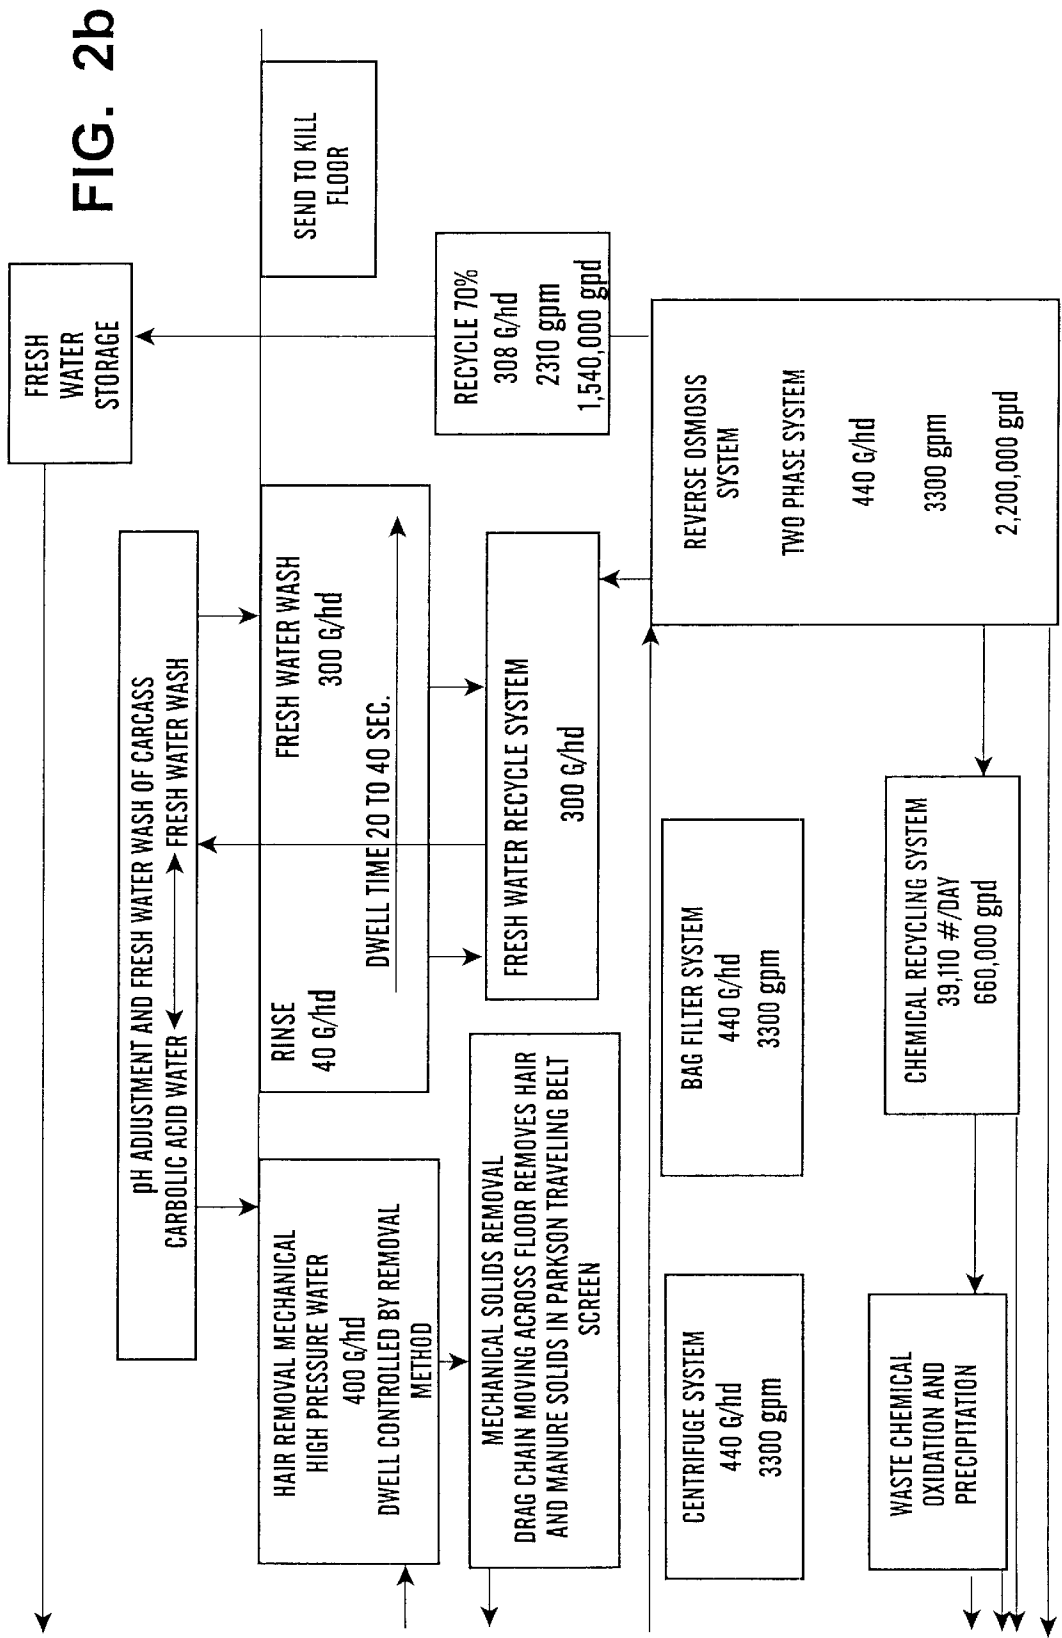 FIG. 2b
FRESH
WATER
STORAGE
pH ADJUSTMENT AND FRESH WATER WASH OF CARCASS
CARBOLIC ACID WATER
FRESH WATER WASH
HAIR REMOVAL MECHANICAL
HIGH PRESSURE WATER
400 G/hd
DWELL CONTROLLED BY REMOVAL
METHOD
RINSE
40 G/hd
FRESH WATER WASH
300 G/hd
DWELL TIME 20 TO 40 SEC.
SEND TO KILL
FLOOR
MECHANICAL SOLIDS REMOVAL
DRAG CHAIN MOVING ACROSS FLOOR REMOVES HAIR
AND MANURE SOLIDS IN PARKSON TRAVELING BELT
SCREEN
FRESH WATER RECYCLE SYSTEM
300 G/hd
RECYCLE 70%
308 G/hd
2310 gpm
1,540,000 gpd
CENTRIFUGE SYSTEM
440 G/hd
3300 gpm
BAG FILTER SYSTEM
440 G/hd
3300 gpm
REVERSE OSMOSIS
SYSTEM
TWO PHASE SYSTEM
440 G/hd
3300 gpm
2,200,000 gpd
WASTE CHEMICAL
OXIDATION AND
PRECIPITATION
CHEMICAL RECYCLING SYSTEM
39,110 #/DAY
660,000 gpd